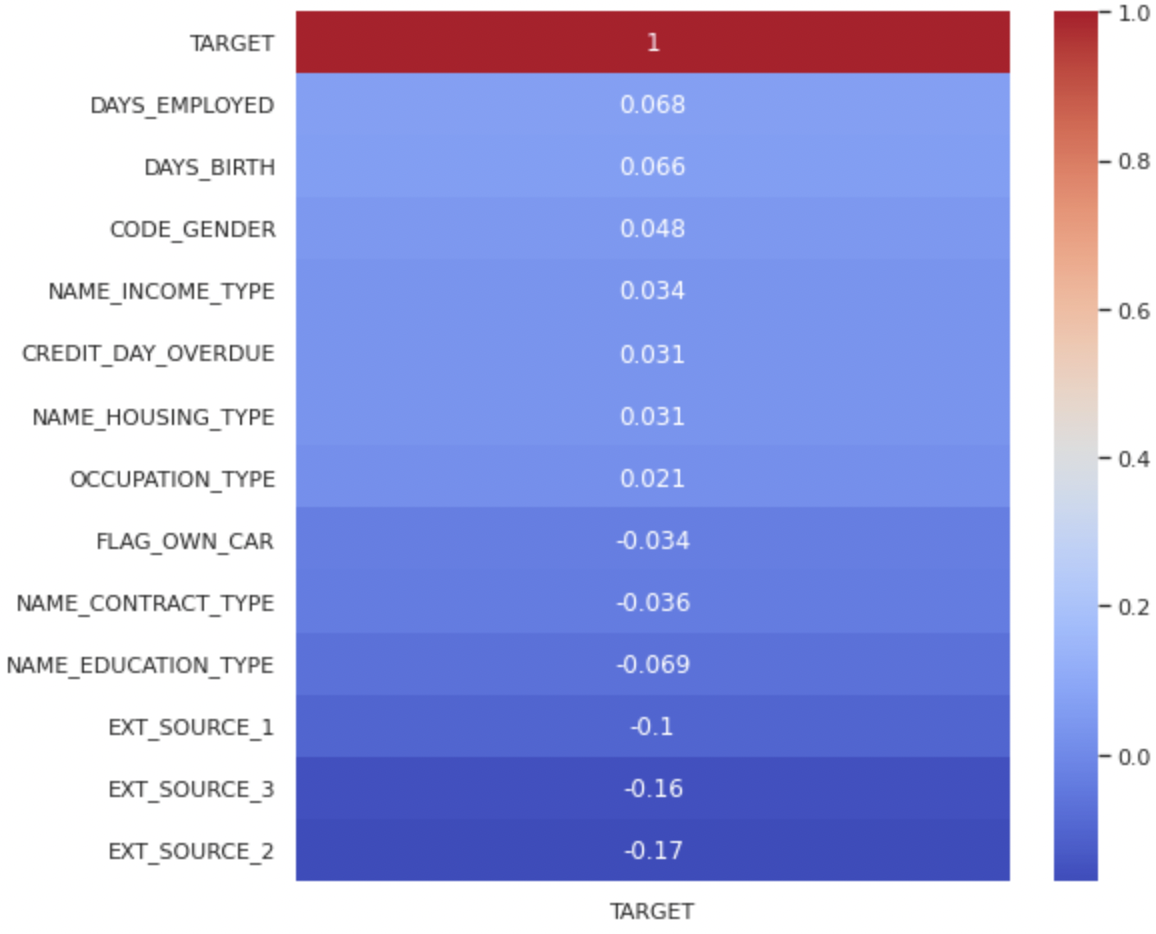 TARGET 1
DAYS_EMPLOYED 0.068
DAYS_BIRTH 0.066
CODE_GENDER 0.048
NAME_INCOME_TYPE 0.034
CREDIT_DAY_OVERDUE 0.031
NAME_HOUSING_TYPE 0.031
OCCUPATION_TYPE 0.021
FLAG_OWN_CAR -0.034
NAME_CONTRACT_TYPE -0.036
NAME_EDUCATION_TYPE -0.069
EXT_SOURCE_1 -0.1
EXT_SOURCE_3 -0.16
EXT_SOURCE_2 -0.17
TARGET
1.0
0.8
0.6
0.4
0.2
0.0